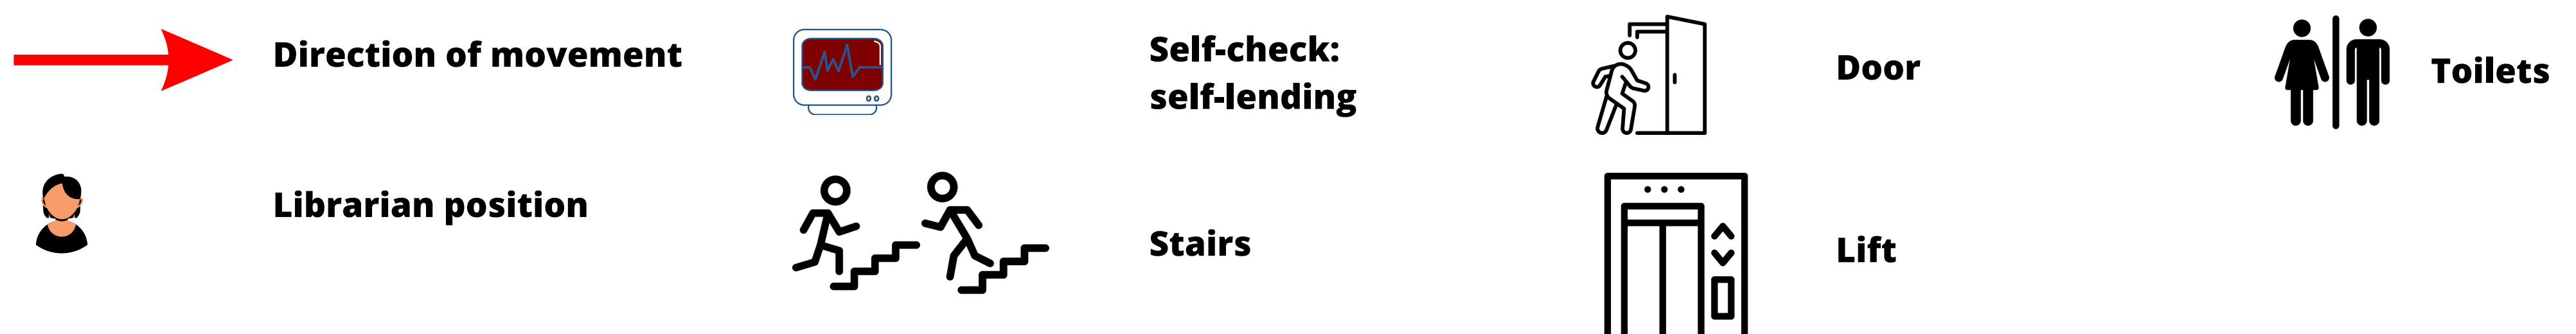 Direction of movement
Self-check:
self-lending
Door
Toilets
Librarian position
Stairs
Lift